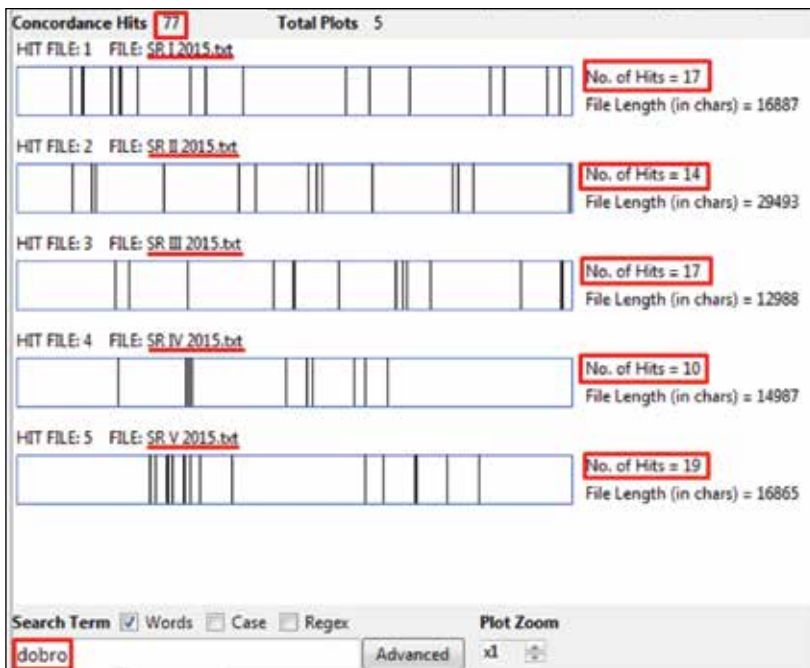 Concordance Hits 77 Total Plots 5
HIT FILE: 1 FILE: SR I 2015.txt
No. of Hits = 17
File Length (in chars) = 16887
HIT FILE: 2 FILE: SR II 2015.txt
No. of Hits = 14
File Length (in chars) = 29493
HIT FILE: 3 FILE: SR III 2015.txt
No. of Hits = 17
File Length (in chars) = 12988
HIT FILE: 4 FILE: SR IV 2015.txt
No. of Hits = 10
File Length (in chars) = 14987
HIT FILE: 5 FILE: SR V 2015.txt
No. of Hits = 19
File Length (in chars) = 16865
Search Term Words Case Regex Plot Zoom
dobro Advanced x1